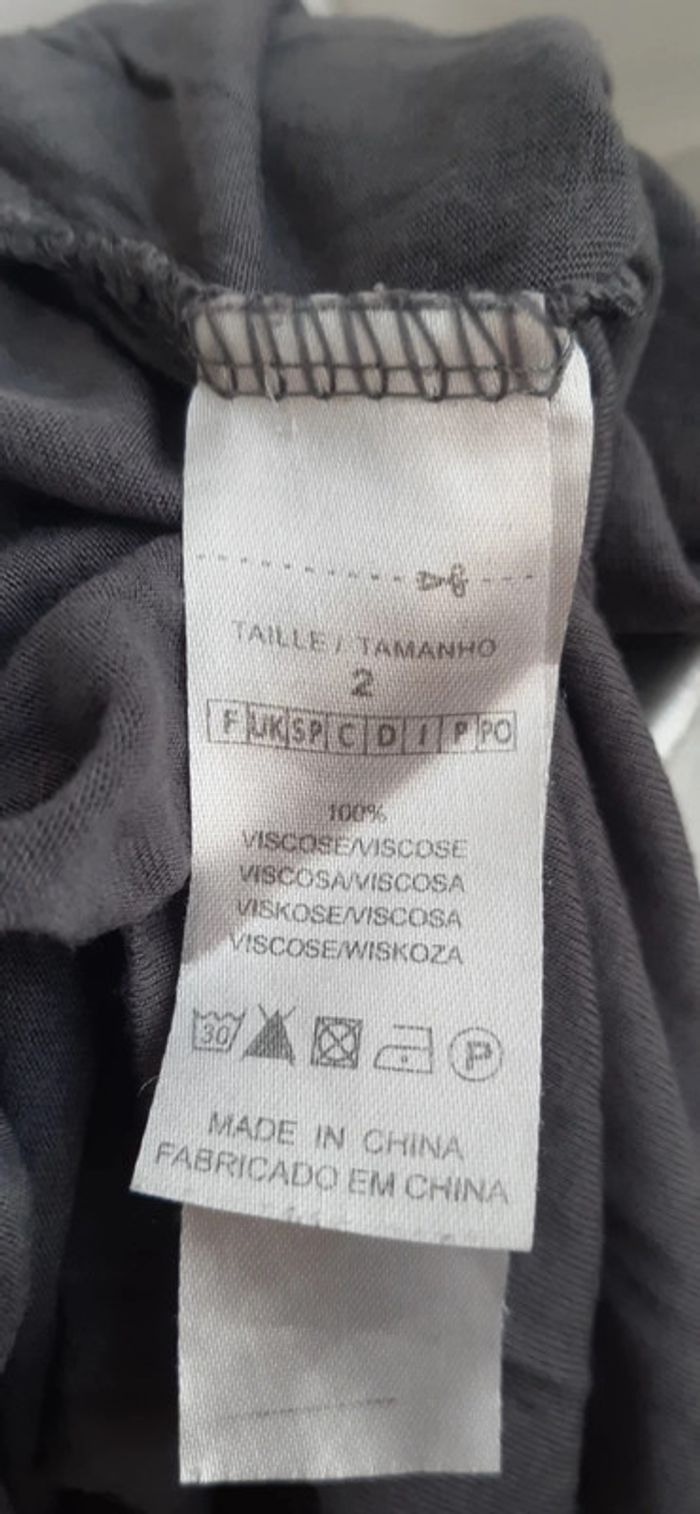 TAILLE / TAMANHO
2
F UK SP C D I P PO
100%
VISCOSE/VISCOSE
VISCOSA/VISCOSA
VISKOSE/VISCOSA
VISCOSE/WISKOZA
30 P
MADE IN CHINA
FABRICADO EM CHINA